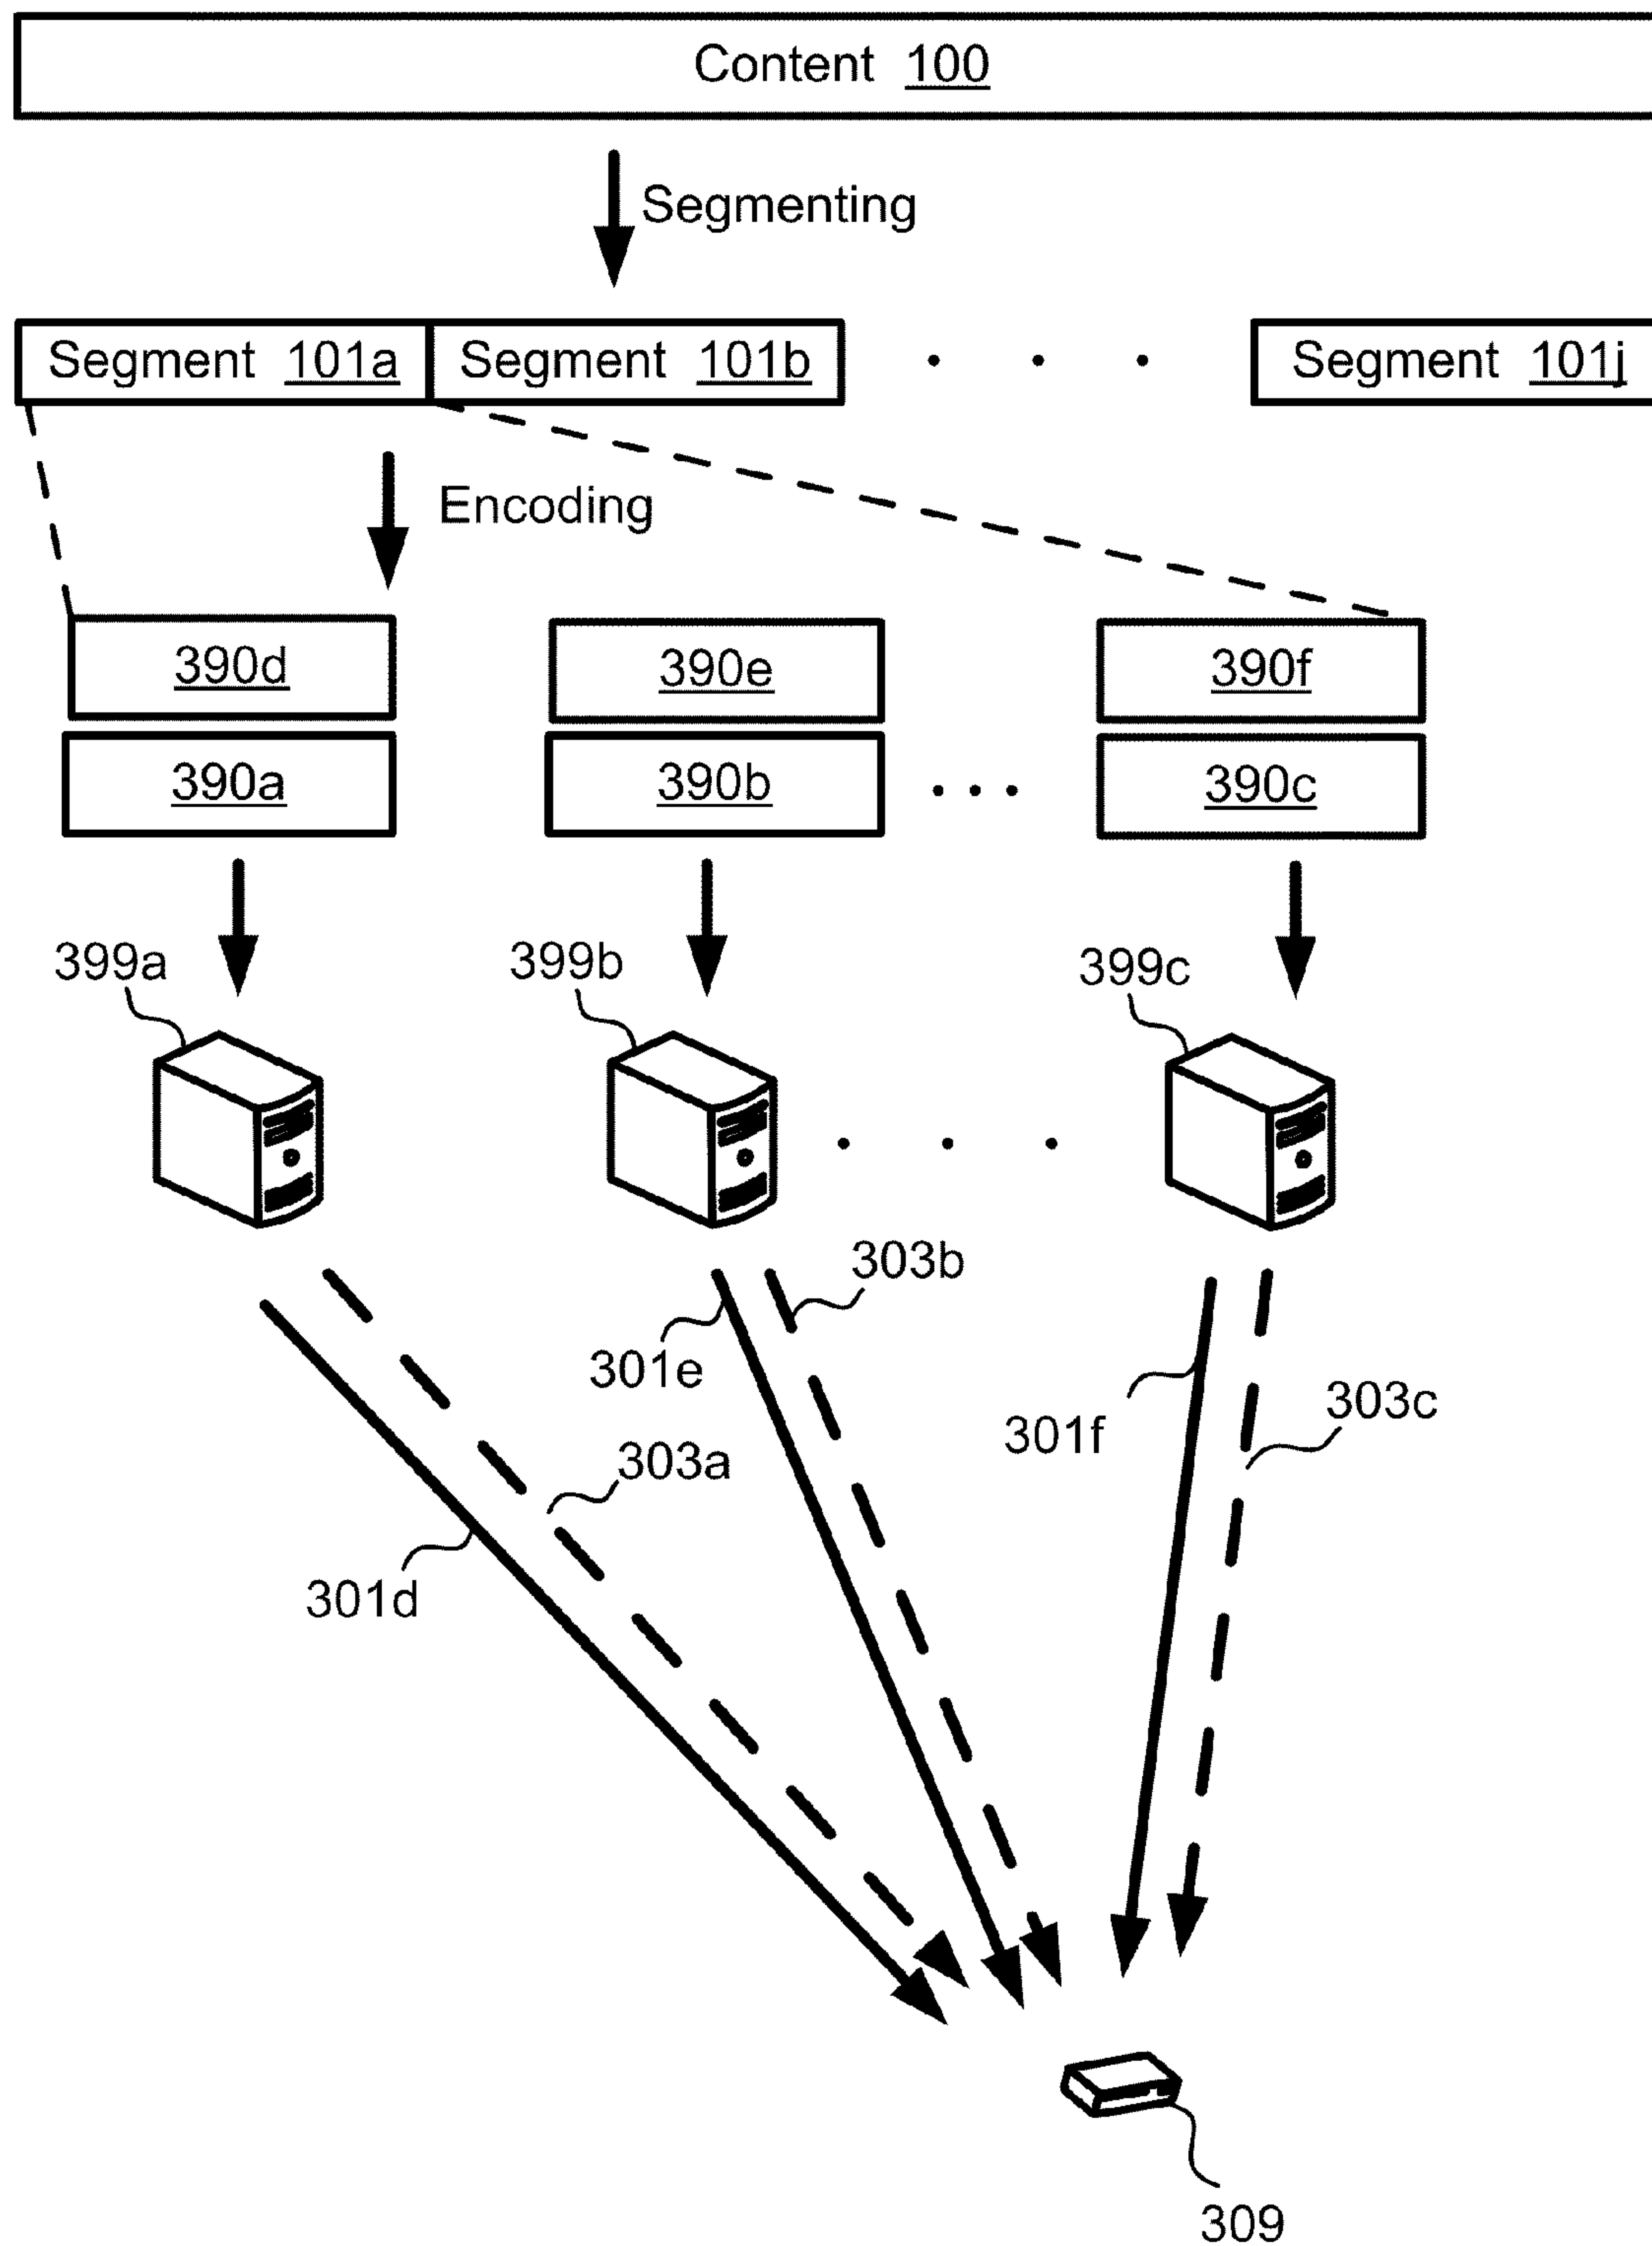 Content 100
Segmenting
Segment 101a Segment 101b Segment 101j
Encoding
390d 390e 390f
390a 390b 390c
399a 399b 399c
303b
301e
303c
301f
303a
301d
309